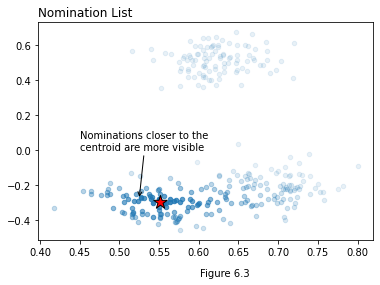 Nomination List
0.6
0.4
0.2
0.0
−0.2
−0.4
Nominations closer to the
centroid are more visible
0.40 0.45 0.50 0.55 0.60 0.65 0.70 0.75 0.80
Figure 6.3